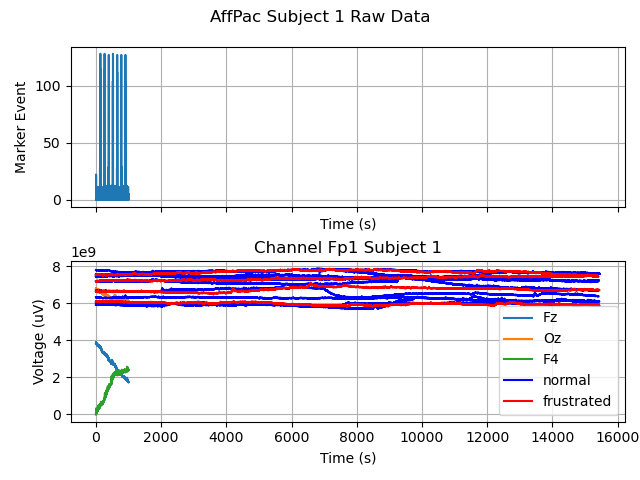 AffPac Subject 1 Raw Data
100
50
0
Marker Event
Time (s)
Channel Fp1 Subject 1
1e9
8
6
4
2
0
Voltage (uV)
Fz
Oz
F4
normal
frustrated
0 2000 4000 6000 8000 10000 12000 14000 16000
Time (s)